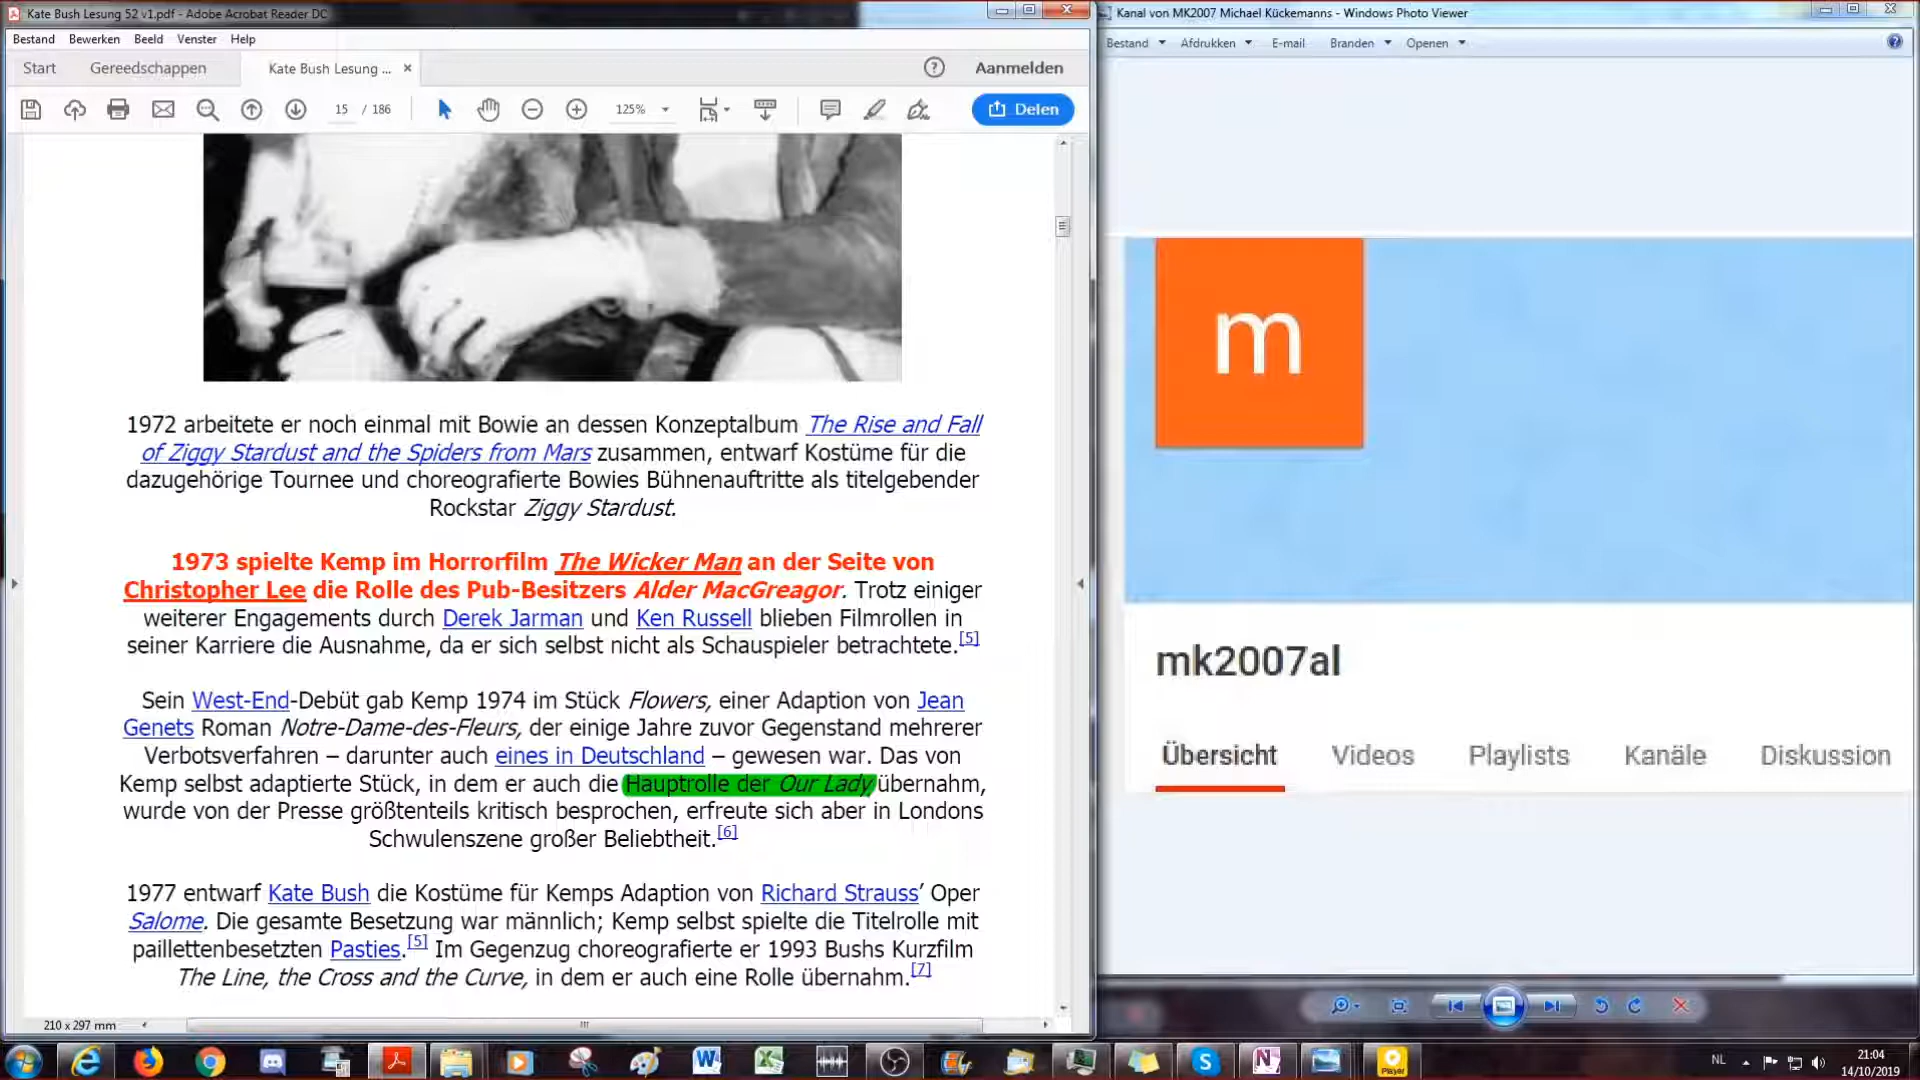 Kate Bush Lesung 52 v1.pdf - Adobe Acrobat Reader DC
Bestand Bewerken Beeld Venster Help
Start Gereedschappen Kate Bush Lesung ... × Aanmelden
15 / 186 125% Delen
1972 arbeitete er noch einmal mit Bowie an dessen Konzeptalbum The Rise and Fall
of Ziggy Stardust and the Spiders from Mars zusammen, entwarf Kostüme für die
dazugehörige Tournee und choreografierte Bowies Bühnenauftritte als titelgebender
Rockstar Ziggy Stardust.
1973 spielte Kemp im Horrorfilm The Wicker Man an der Seite von
Christopher Lee die Rolle des Pub-Besitzers Alder MacGreagor. Trotz einiger
weiterer Engagements durch Derek Jarman und Ken Russell blieben Filmrollen in
seiner Karriere die Ausnahme, da er sich selbst nicht als Schauspieler betrachtete.[5]
Sein West-End-Debüt gab Kemp 1974 im Stück Flowers, einer Adaption von Jean
Genets Roman Notre-Dame-des-Fleurs, der einige Jahre zuvor Gegenstand mehrerer
Verbotsverfahren – darunter auch eines in Deutschland – gewesen war. Das von
Kemp selbst adaptierte Stück, in dem er auch die Hauptrolle der Our Lady übernahm,
wurde von der Presse größtenteils kritisch besprochen, erfreute sich aber in Londons
Schwulenszene großer Beliebtheit.[6]
1977 entwarf Kate Bush die Kostüme für Kemps Adaption von Richard Strauss’ Oper
Salome. Die gesamte Besetzung war männlich; Kemp selbst spielte die Titelrolle mit
paillettenbesetzten Pasties.[5] Im Gegenzug choreografierte er 1993 Bushs Kurzfilm
The Line, the Cross and the Curve, in dem er auch eine Rolle übernahm.[7]
210 x 297 mm
Kanal von MK2007 Michael Kückemanns - Windows Photo Viewer
Bestand Afdrukken E-mail Branden Openen
m
mk2007al
Übersicht Videos Playlists Kanäle Diskussion
NL 21:04
14/10/2019